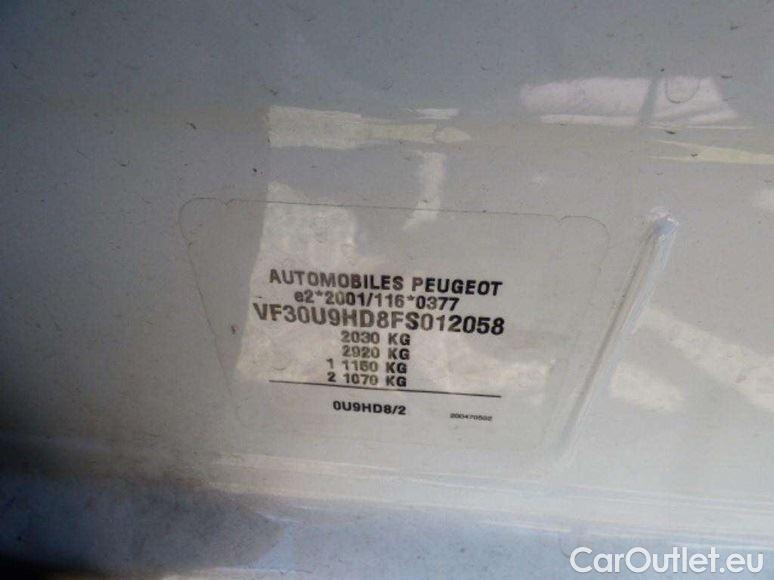 AUTOMOBILES PEUGEOT
e2*2001/116*0377
VF30U9HD8FS012058
2030 KG
2920 KG
1 1150 KG
2 1070 KG
0U9HD8/2 200470502
CarOutlet.eu